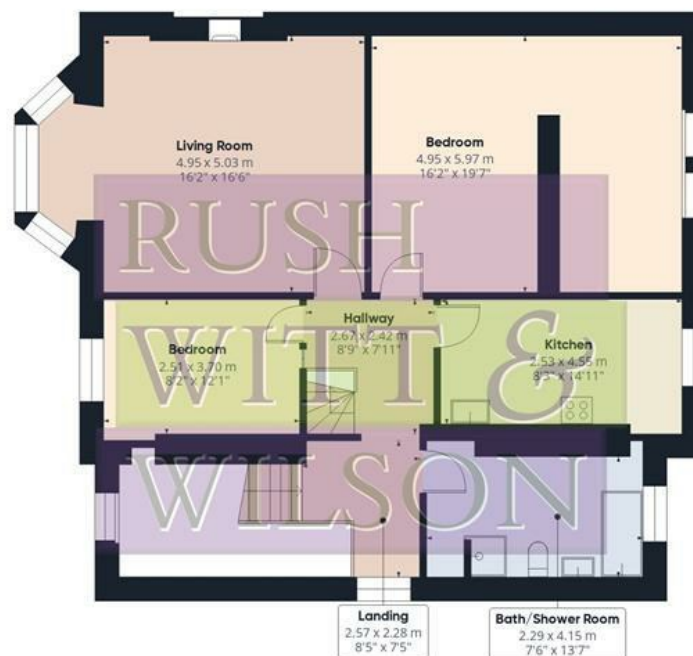 Living Room
4.95 x 5.03 m
16'2" x 16'6"
Bedroom
4.95 x 5.97 m
16'2" x 19'7"
RUSH
WITT &
WILSON
Hallway
2.67 x 2.42 m
8'9" x 7'11"
Bedroom
2.51 x 3.70 m
8'2" x 12'1"
Kitchen
2.53 x 4.55 m
8'3" x 14'11"
Landing
2.57 x 2.28 m
8'5" x 7'5"
Bath/Shower Room
2.29 x 4.15 m
7'6" x 13'7"